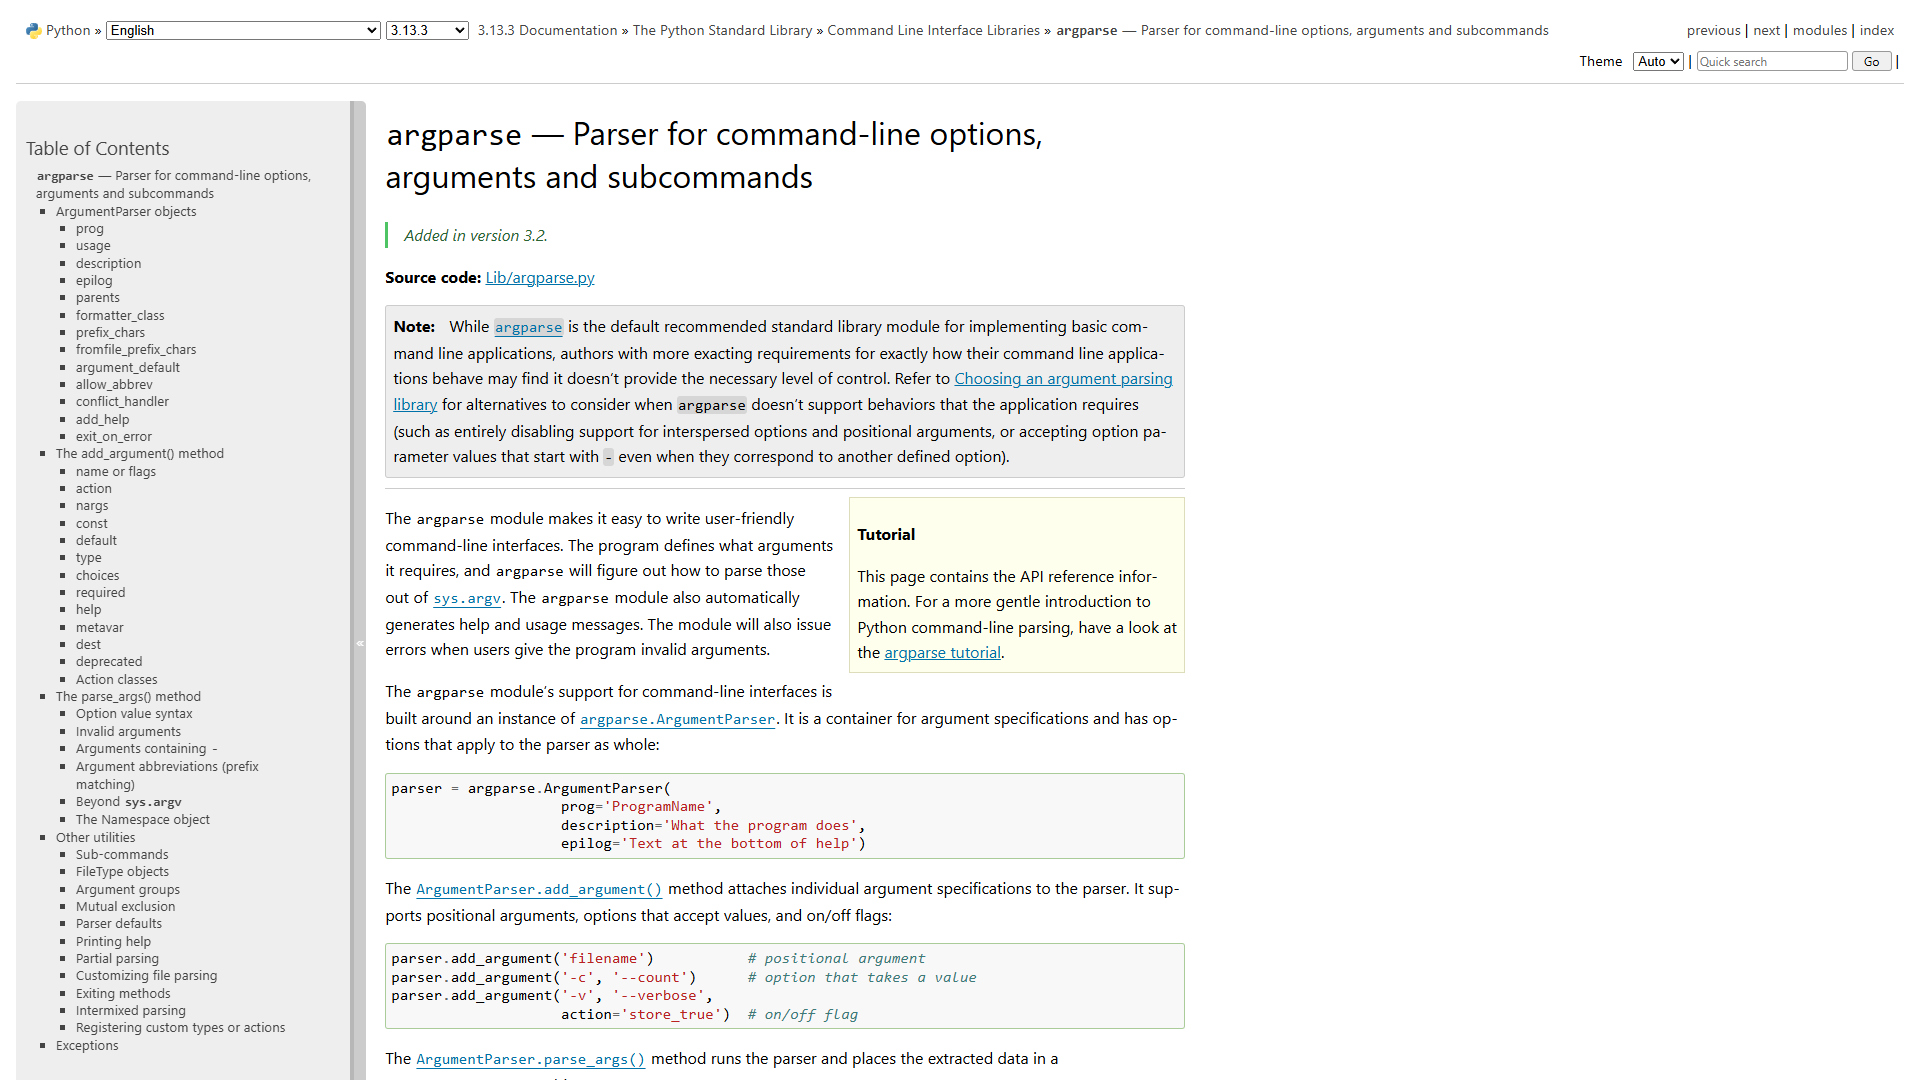 Python » English 3.13.3 3.13.3 Documentation » The Python Standard Library » Command Line Interface Libraries » argparse — Parser for command-line options, arguments and subcommands previous | next | modules | index
Theme Auto | Quick search Go |
Table of Contents
argparse — Parser for command-line options,
arguments and subcommands
ArgumentParser objects
prog
usage
description
epilog
parents
formatter_class
prefix_chars
fromfile_prefix_chars
argument_default
allow_abbrev
conflict_handler
add_help
exit_on_error
The add_argument() method
name or flags
action
nargs
const
default
type
choices
required
help
metavar
dest
deprecated
Action classes
The parse_args() method
Option value syntax
Invalid arguments
Arguments containing -
Argument abbreviations (prefix
matching)
Beyond sys.argv
The Namespace object
Other utilities
Sub-commands
FileType objects
Argument groups
Mutual exclusion
Parser defaults
Printing help
Partial parsing
Customizing file parsing
Exiting methods
Intermixed parsing
Registering custom types or actions
Exceptions
«
argparse — Parser for command-line options,
arguments and subcommands
Added in version 3.2.
Source code: Lib/argparse.py
Note: While argparse is the default recommended standard library module for implementing basic com-
mand line applications, authors with more exacting requirements for exactly how their command line applica-
tions behave may find it doesn’t provide the necessary level of control. Refer to Choosing an argument parsing
library for alternatives to consider when argparse doesn’t support behaviors that the application requires
(such as entirely disabling support for interspersed options and positional arguments, or accepting option pa-
rameter values that start with - even when they correspond to another defined option).
The argparse module makes it easy to write user-friendly
command-line interfaces. The program defines what arguments
it requires, and argparse will figure out how to parse those
out of sys.argv. The argparse module also automatically
generates help and usage messages. The module will also issue
errors when users give the program invalid arguments.
Tutorial
This page contains the API reference infor-
mation. For a more gentle introduction to
Python command-line parsing, have a look at
the argparse tutorial.
The argparse module’s support for command-line interfaces is
built around an instance of argparse.ArgumentParser. It is a container for argument specifications and has op-
tions that apply to the parser as whole:
parser = argparse.ArgumentParser(
                    prog='ProgramName',
                    description='What the program does',
                    epilog='Text at the bottom of help')
The ArgumentParser.add_argument() method attaches individual argument specifications to the parser. It sup-
ports positional arguments, options that accept values, and on/off flags:
parser.add_argument('filename')           # positional argument
parser.add_argument('-c', '--count')      # option that takes a value
parser.add_argument('-v', '--verbose',
                    action='store_true')  # on/off flag
The ArgumentParser.parse_args() method runs the parser and places the extracted data in a